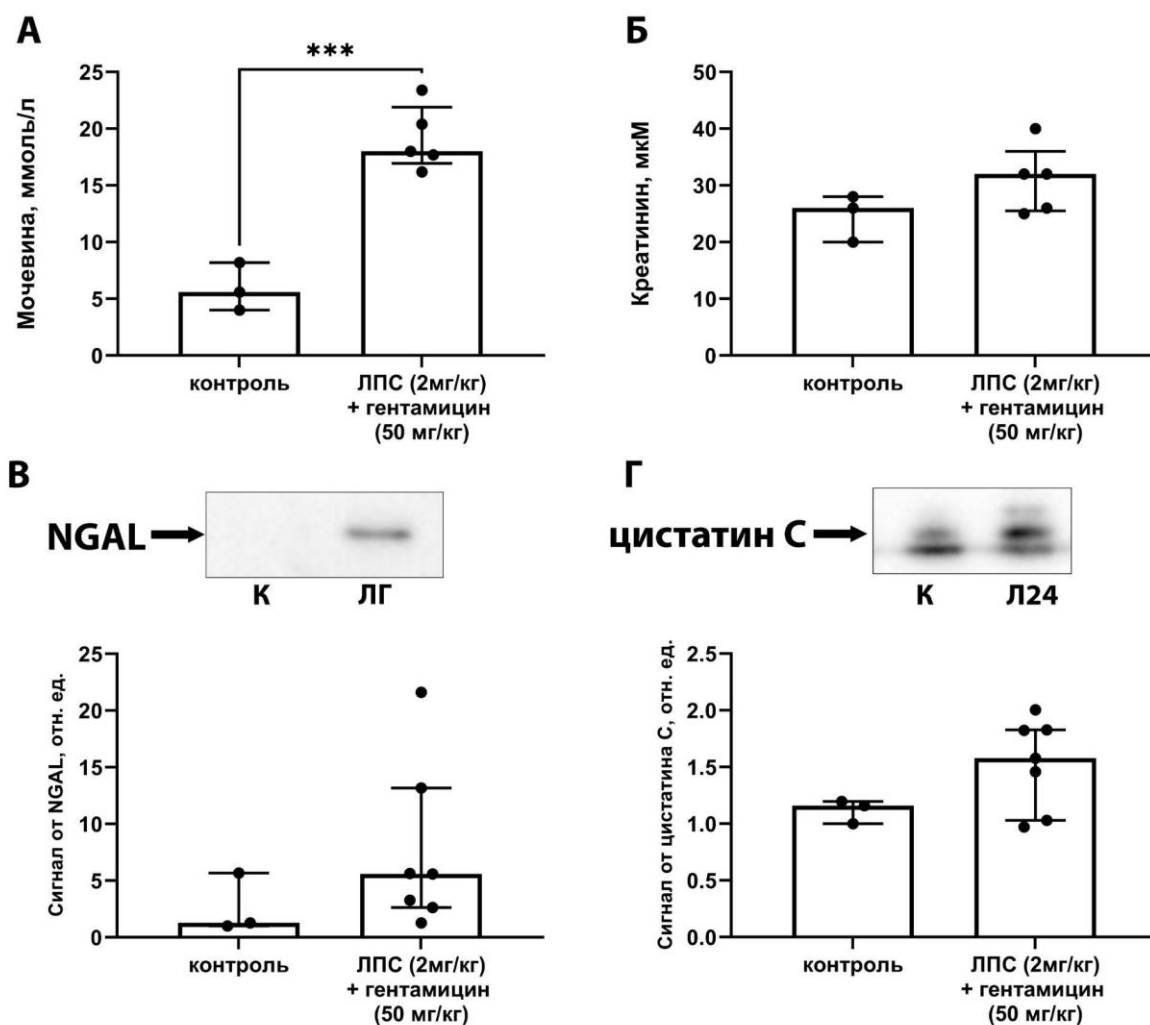 А
***
Мочевина, ммоль/л
25
20
15
10
5
0
контроль
ЛПС (2мг/кг)
+ гентамицин
(50 мг/кг)
Б
Креатинин, мкМ
50
40
30
20
10
0
контроль
ЛПС (2мг/кг)
+ гентамицин
(50 мг/кг)
В
NGAL
К
ЛГ
Сигнал от NGAL, отн. ед.
25
20
15
10
5
0
контроль
ЛПС (2мг/кг)
+ гентамицин
(50 мг/кг)
Г
цистатин С
К
Л24
Сигнал от цистатина С, отн. ед.
2.5
2.0
1.5
1.0
0.5
0.0
контроль
ЛПС (2мг/кг)
+ гентамицин
(50 мг/кг)